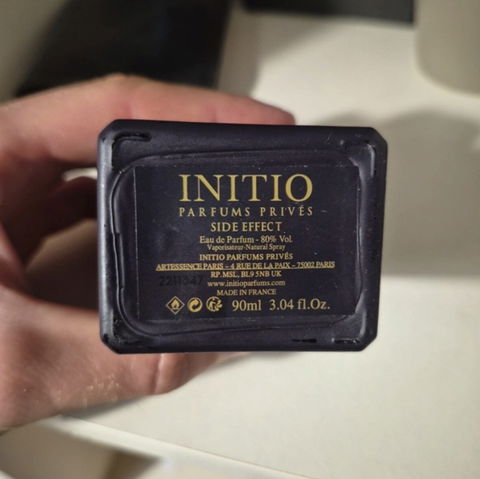 INITIO
PARFUMS PRIVÉS
SIDE EFFECT
Eau de Parfum - 80% Vol.
Vaporisateur-Natural Spray
INITIO PARFUMS PRIVÉS
ARTESSENCE PARIS – 4 RUE DE LA PAIX – 75002 PARIS
RP. MSL, BL9 5NB UK
www.initioparfums.com
MADE IN FRANCE
90ml 3.04 fl.Oz.